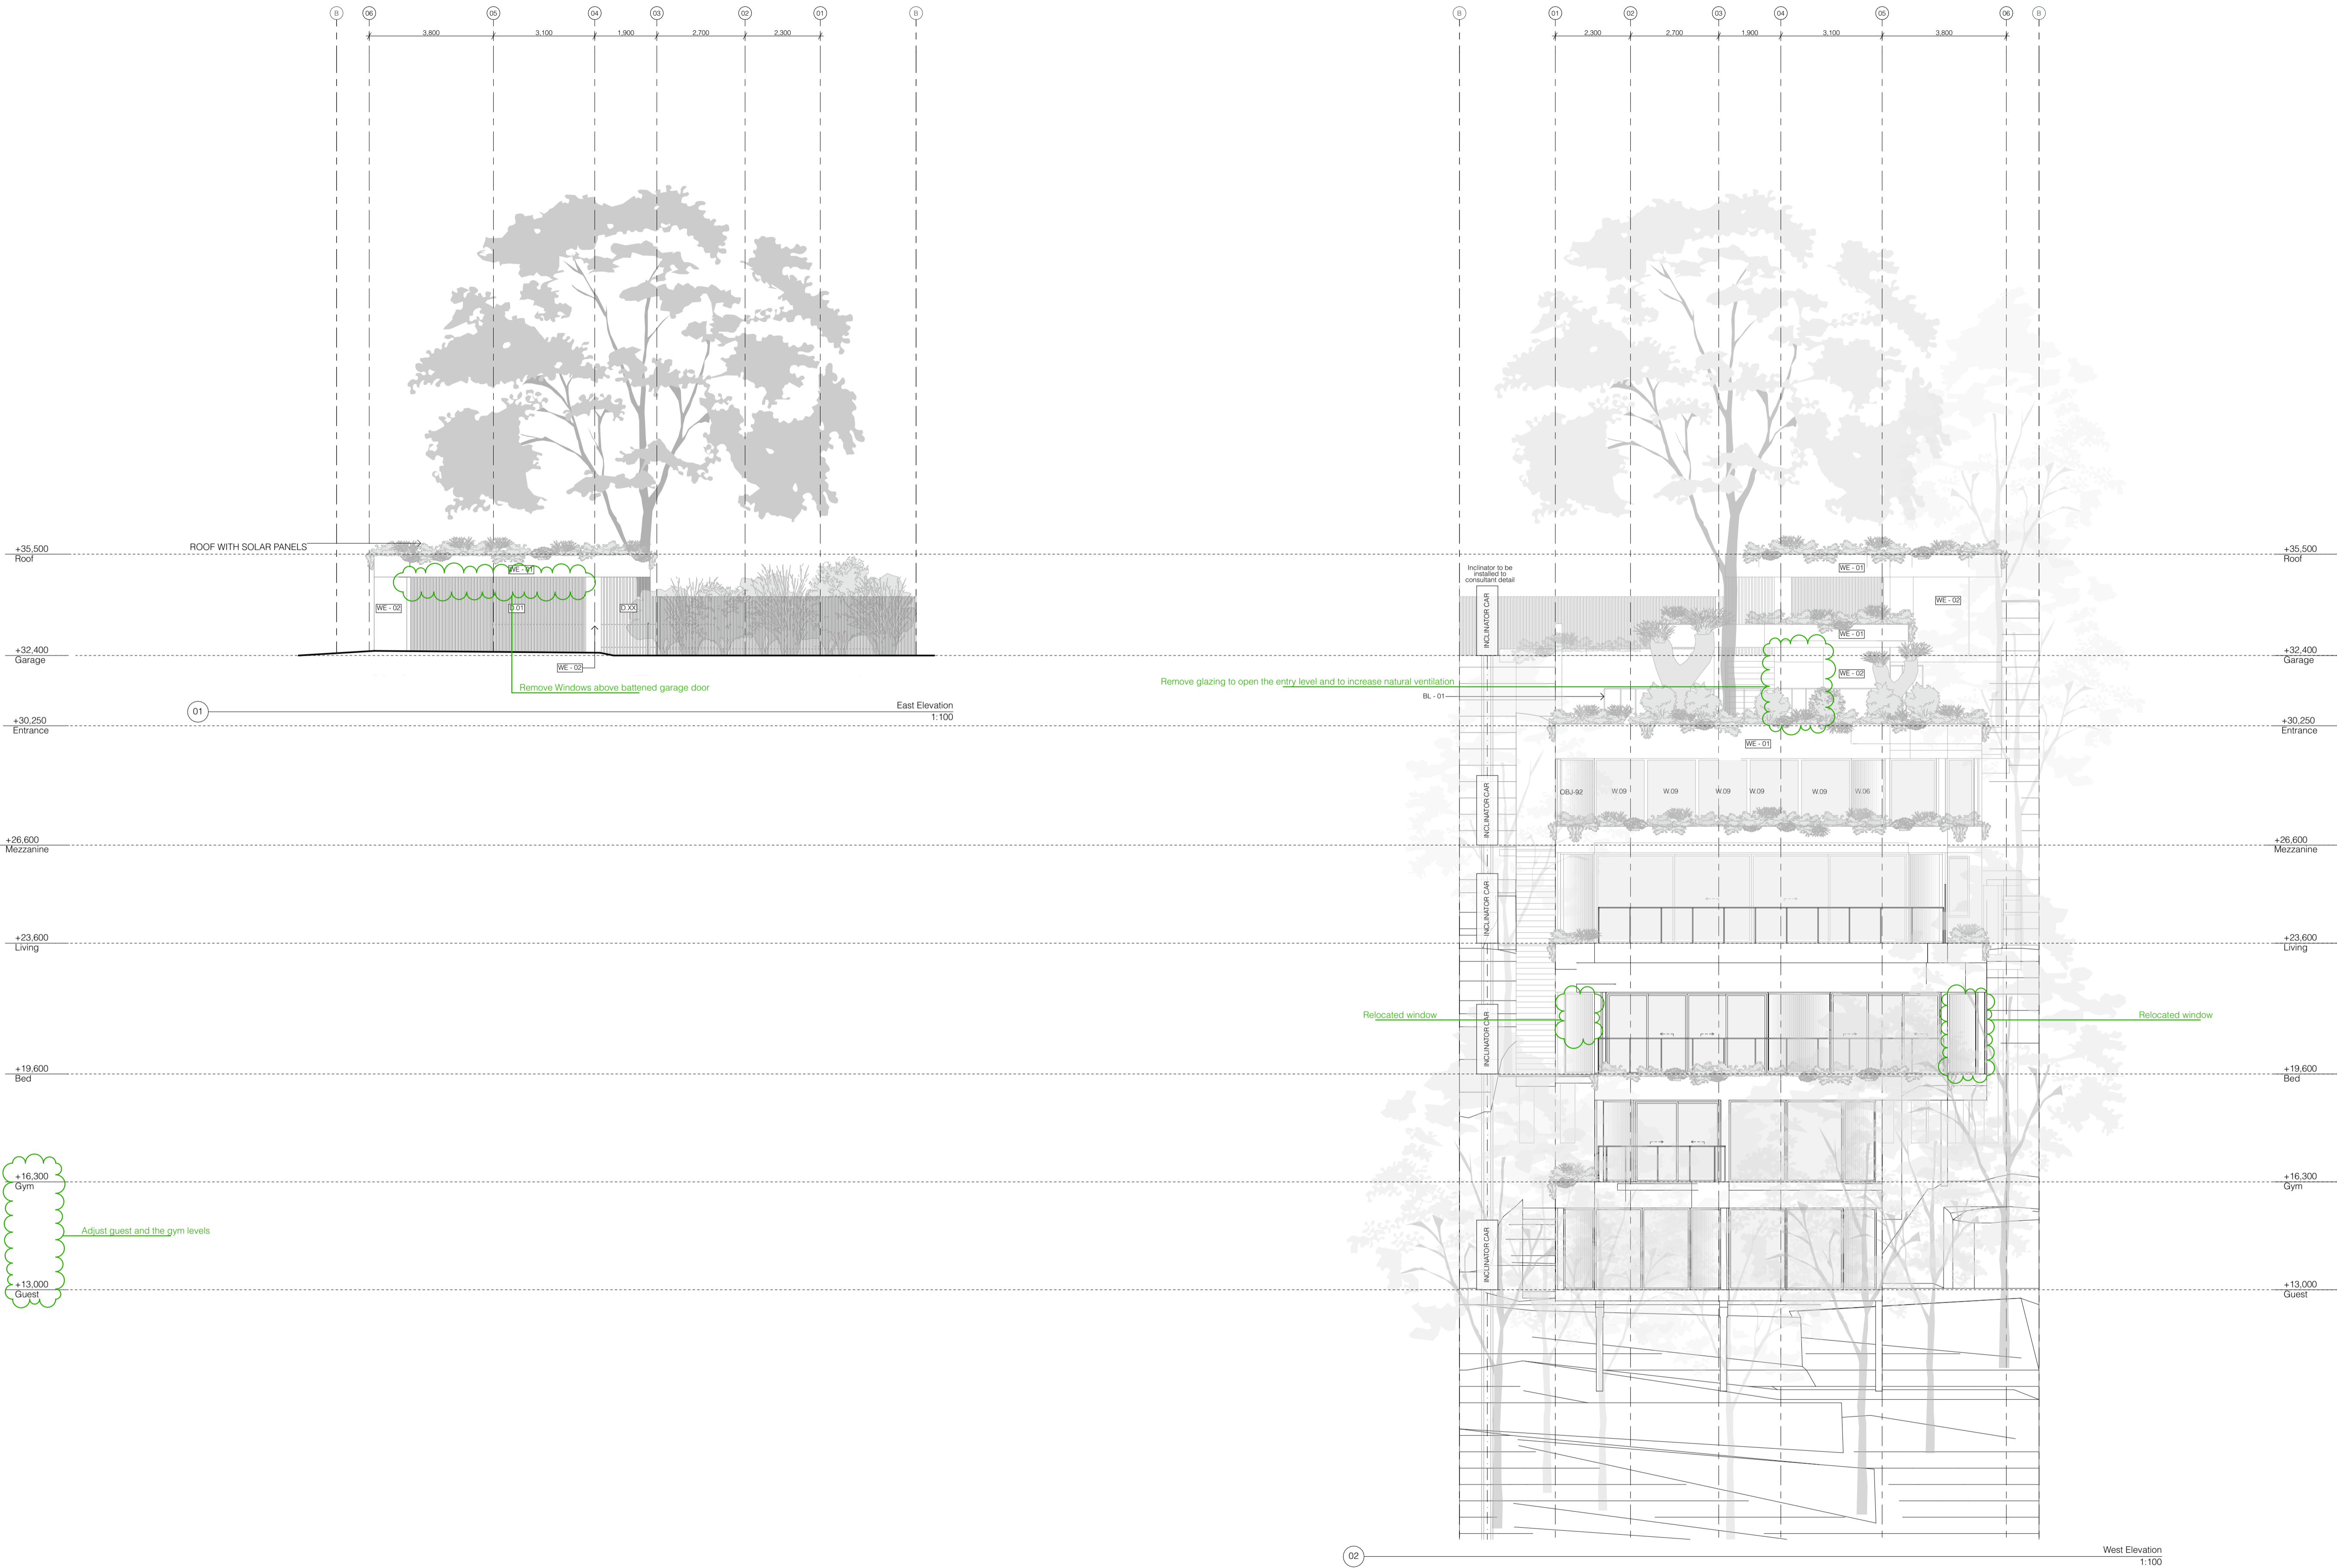 B 06 05 04 03 02 01 B
3,800 3,100 1,900 2,700 2,300
ROOF WITH SOLAR PANELS
+35,500
Roof
WE - 01
WE - 02
D.01
D.XX
+32,400
Garage
WE - 02
Remove Windows above battened garage door
01
East Elevation
1:100
+30,250
Entrance
+26,600
Mezzanine
+23,600
Living
+19,600
Bed
+16,300
Gym
Adjust guest and the gym levels
+13,000
Guest
B 01 02 03 04 05 06 B
2,300 2,700 1,900 3,100 3,800
+35,500
Roof
Inclinator to be
installed to
consultant detail
WE - 01
INCLINATOR CAR
WE - 02
WE - 01
+32,400
Garage
WE - 02
Remove glazing to open the entry level and to increase natural ventilation
BL - 01
+30,250
Entrance
WE - 01
INCLINATOR CAR
OBJ-92 W.09 W.09 W.09 W.09 W.09 W.06
+26,600
Mezzanine
INCLINATOR CAR
+23,600
Living
Relocated window
Relocated window
INCLINATOR CAR
+19,600
Bed
+16,300
Gym
INCLINATOR CAR
+13,000
Guest
02
West Elevation
1:100